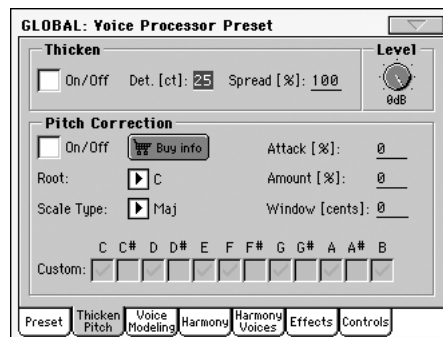 GLOBAL: Voice Processor Preset
Thicken
Level
On/Off Det. [ct]: 25 Spread [%]: 100
0dB
Pitch Correction
On/Off Buy info Attack [%]: 0
Root: C Amount [%]: 0
Scale Type: Maj Window [cents]: 0
C C# D D# E F F# G G# A A# B
Custom:
Preset Thicken Pitch Voice Modeling Harmony Harmony Voices Effects Controls